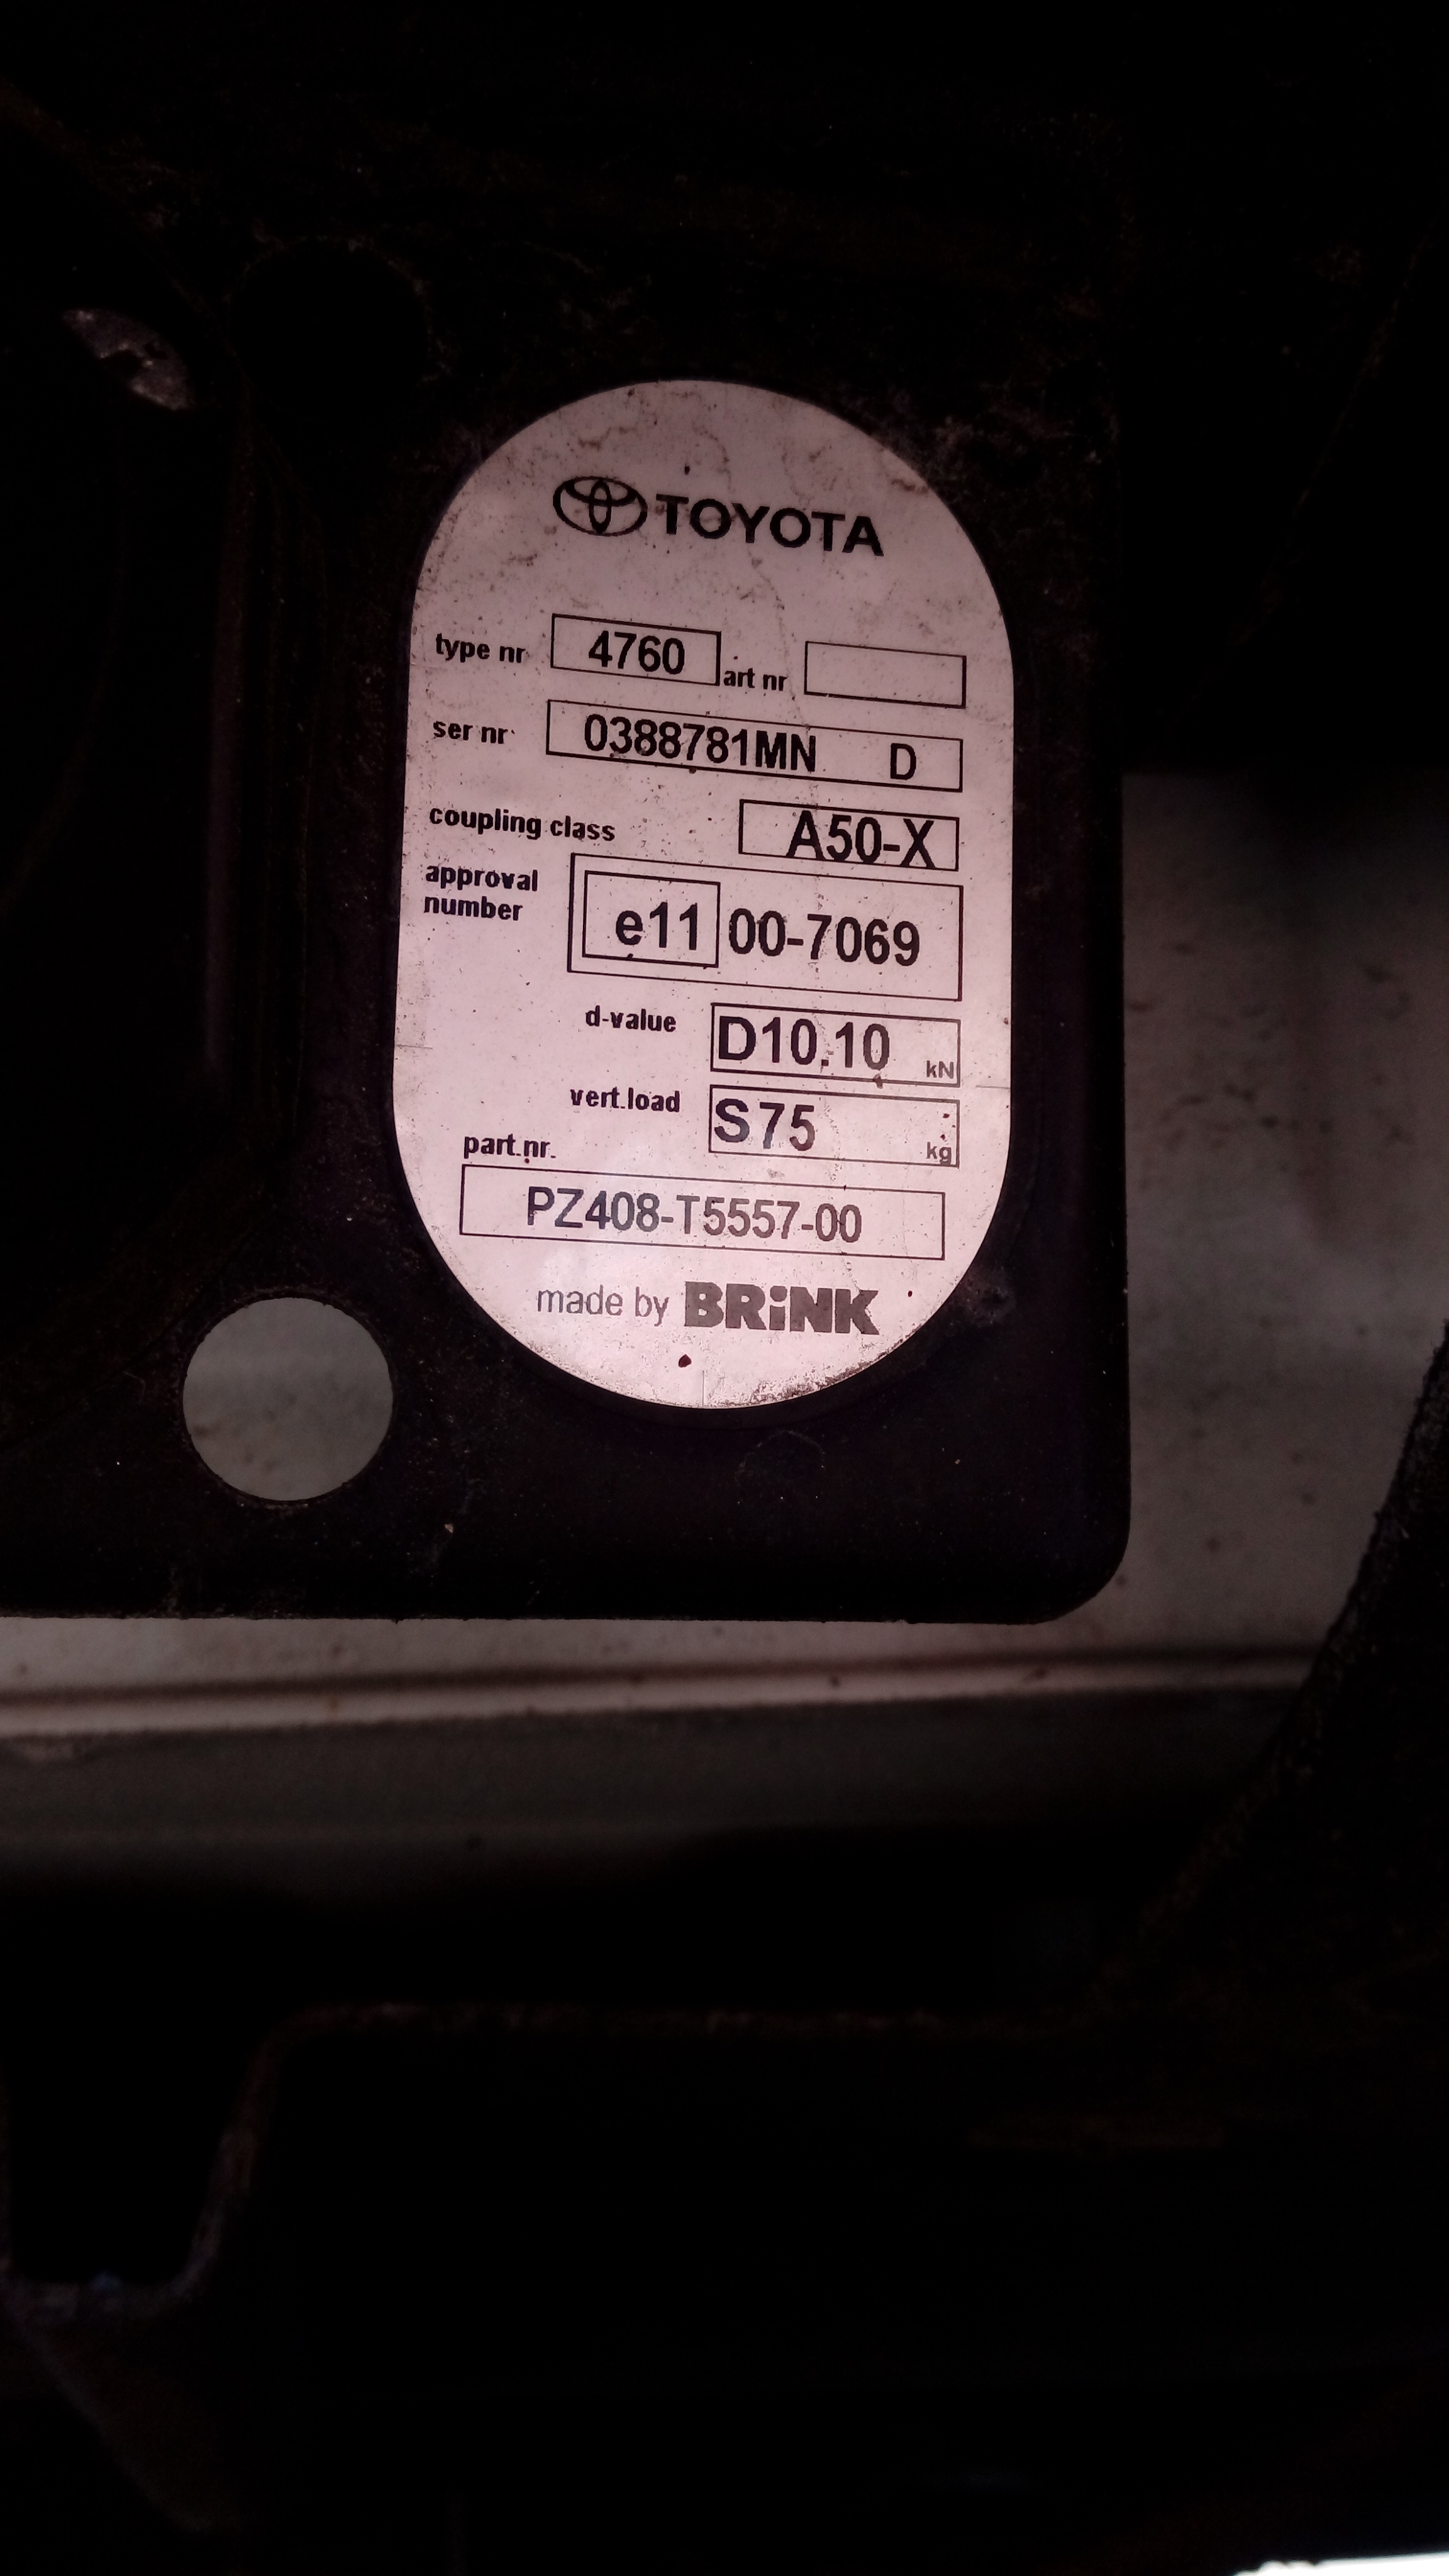 TOYOTA
type nr 4760 art nr
ser nr 0388781MN D
coupling class A50-X
approval number e11 00-7069
d-value D10.10 kN
vert.load S75 kg
part.nr.
PZ408-T5557-00
made by BRiNK